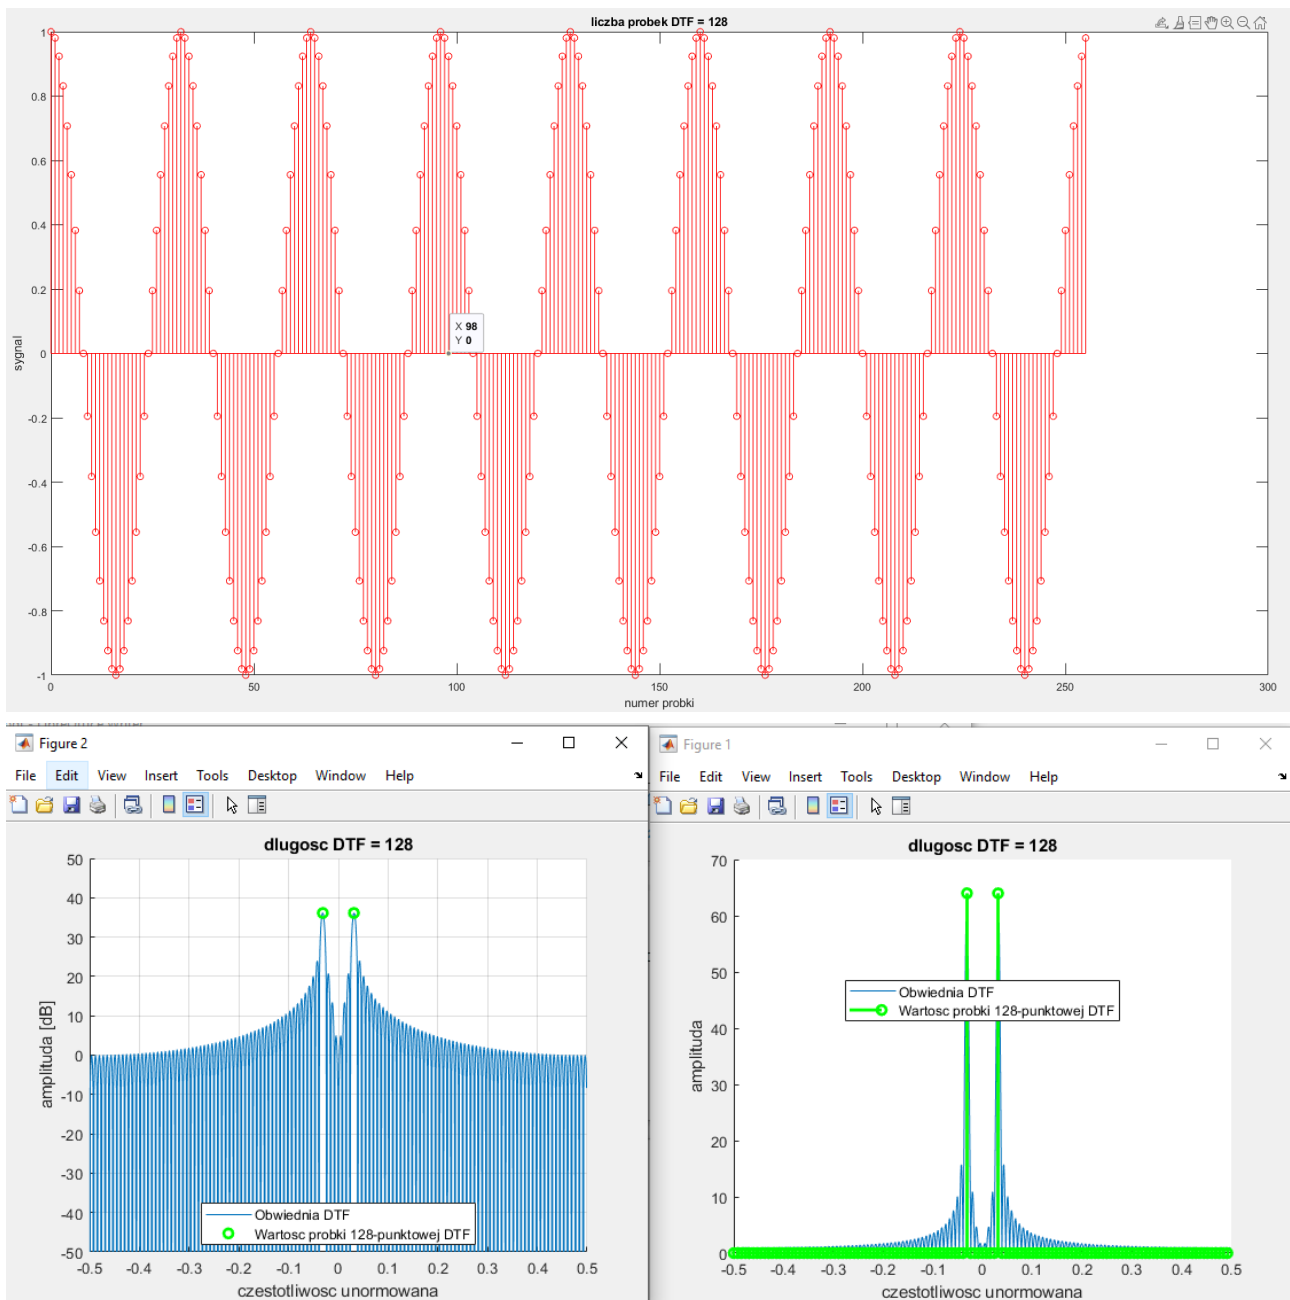 liczba probek DTF = 128
1
0.8
0.6
0.4
0.2
0
-0.2
-0.4
-0.6
-0.8
-1
sygnal
X 98
Y 0
0 50 100 150 200 250 300
numer probki
Figure 2
File Edit View Insert Tools Desktop Window Help
dlugosc DTF = 128
50
40
30
20
10
0
-10
-20
-30
-40
-50
amplituda [dB]
Obwiednia DTF
Wartosc probki 128-punktowej DTF
-0.5 -0.4 -0.3 -0.2 -0.1 0 0.1 0.2 0.3 0.4 0.5
czestotliwosc unormowana
Figure 1
File Edit View Insert Tools Desktop Window Help
dlugosc DTF = 128
70
60
50
40
30
20
10
0
amplituda
Obwiednia DTF
Wartosc probki 128-punktowej DTF
-0.5 -0.4 -0.3 -0.2 -0.1 0 0.1 0.2 0.3 0.4 0.5
czestotliwosc unormowana